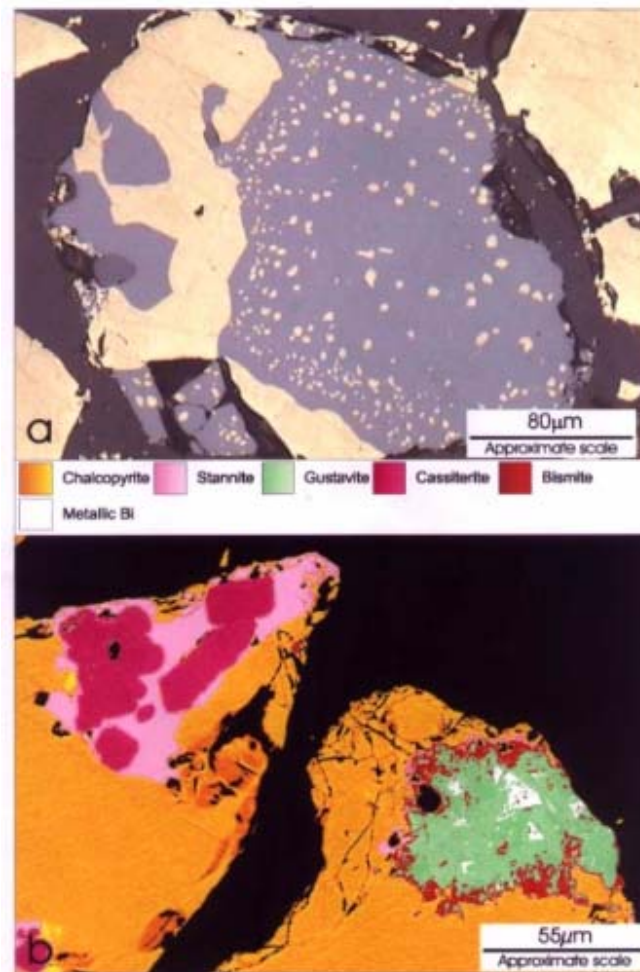 a
80µm
Approximate scale
Chalcopyrite Stannite Gustavite Cassiterite Bismite
Metallic Bi
b
55µm
Approximate scale